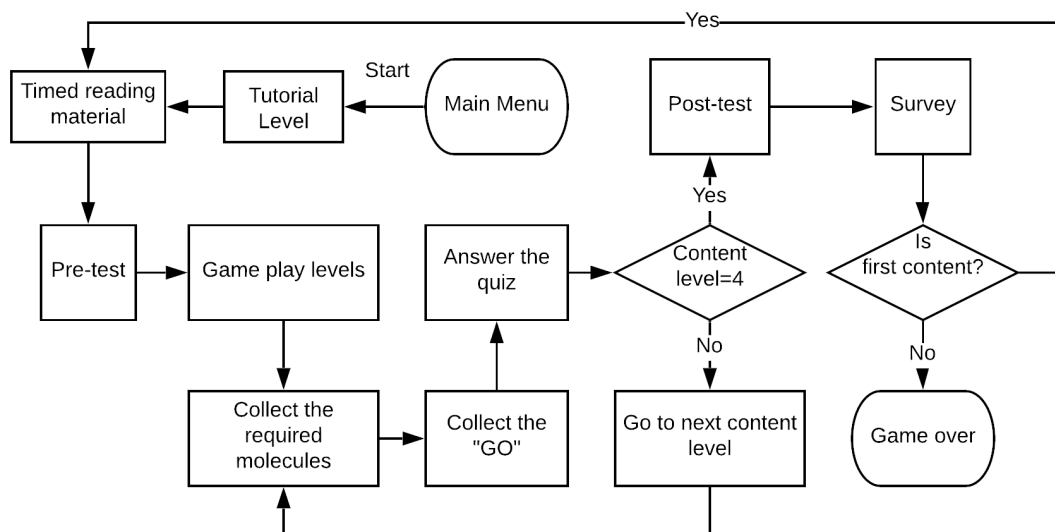 Yes
Timed reading
material
Tutorial
Level
Start
Main Menu
Post-test
Survey
Yes
Pre-test
Game play levels
Answer the
quiz
Content
level=4
Is
first content?
No
No
Collect the
required
molecules
Collect the
"GO"
Go to next content
level
Game over